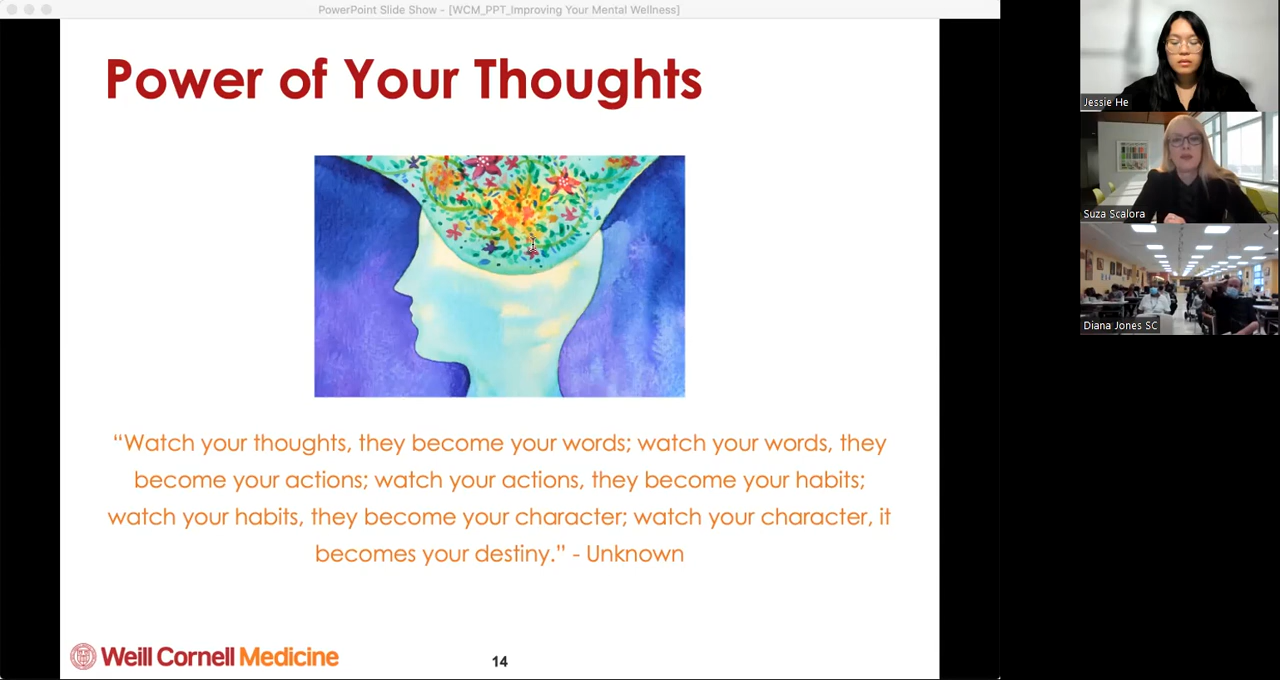 PowerPoint Slide Show - [WCM_PPT_Improving Your Mental Wellness]
Power of Your Thoughts
“Watch your thoughts, they become your words; watch your words, they
become your actions; watch your actions, they become your habits;
watch your habits, they become your character; watch your character, it
becomes your destiny.” - Unknown
Weill Cornell Medicine
14
Jessie He
Suza Scalora
Diana Jones SC